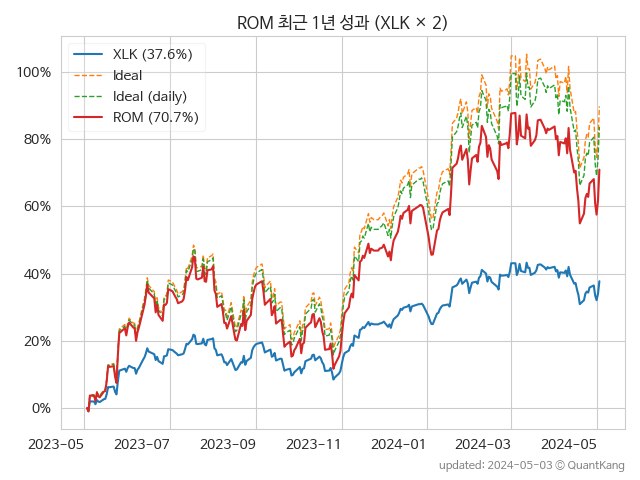 ROM 최근 1년 성과 (XLK × 2)
XLK (37.6%)
Ideal
Ideal (daily)
ROM (70.7%)
100%
80%
60%
40%
20%
0%
2023-05 2023-07 2023-09 2023-11 2024-01 2024-03 2024-05
updated: 2024-05-03 © QuantKang